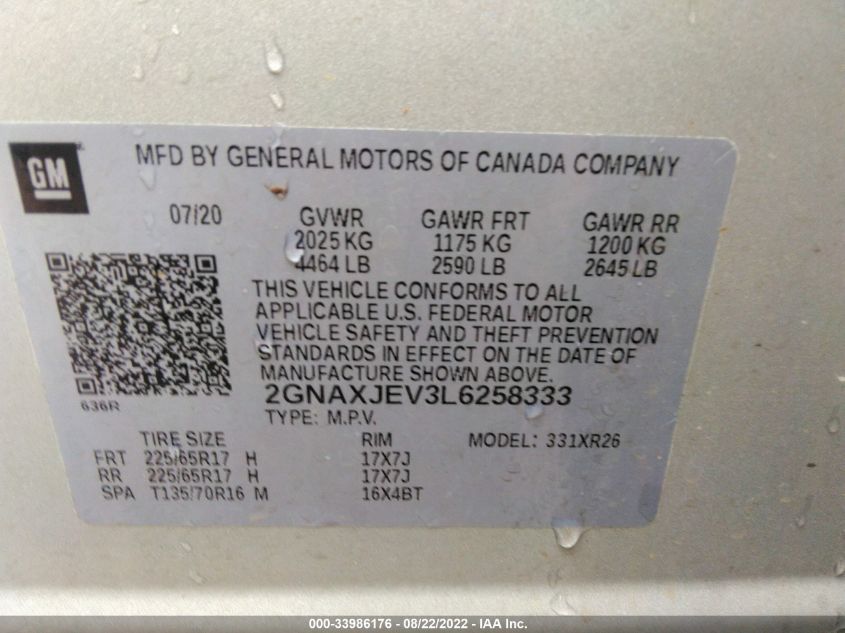 GM
MFD BY GENERAL MOTORS OF CANADA COMPANY
07/20 GVWR GAWR FRT GAWR RR
2025 KG 1175 KG 1200 KG
4464 LB 2590 LB 2645 LB
THIS VEHICLE CONFORMS TO ALL
APPLICABLE U.S. FEDERAL MOTOR
VEHICLE SAFETY AND THEFT PREVENTION
STANDARDS IN EFFECT ON THE DATE OF
MANUFACTURE SHOWN ABOVE.
636R 2GNAXJEV3L6258333
TYPE: M.P.V.
TIRE SIZE RIM MODEL: 331XR26
FRT 225/65R17 H 17X7J
RR 225/65R17 H 17X7J
SPA T135/70R16 M 16X4BT
000-33986176 - 08/22/2022 - IAA Inc.